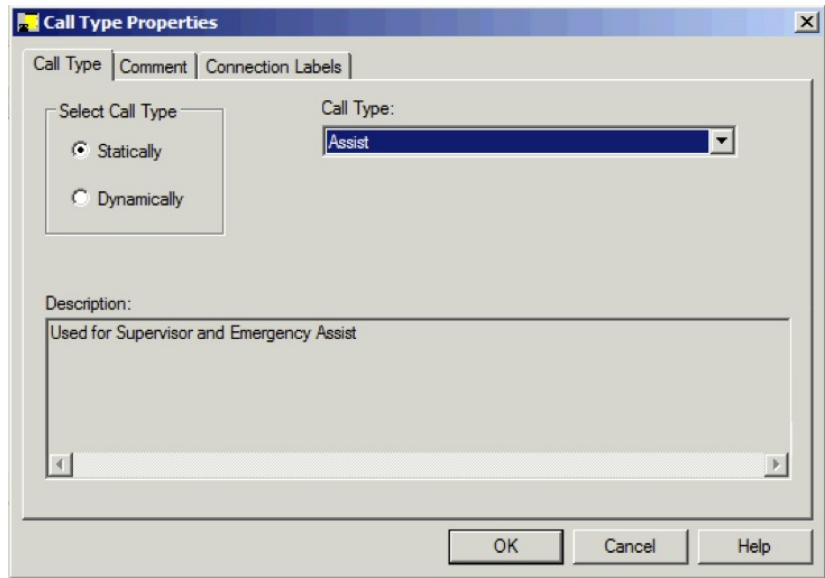 Call Type Properties
Call Type
Comment
Connection Labels
Select Call Type
Statically
Dynamically
Call Type:
Assist
Description:
Used for Supervisor and Emergency Assist
OK
Cancel
Help